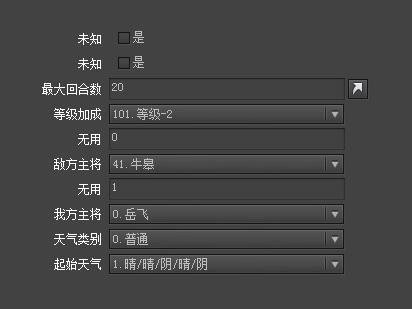 未知 是
未知 是
最大回合数 20
等级加成 101.等级-2
无用 0
敌方主将 41.牛皋
无用 1
我方主将 0.岳飞
天气类别 0.普通
起始天气 1.晴/晴/阴/晴/阴